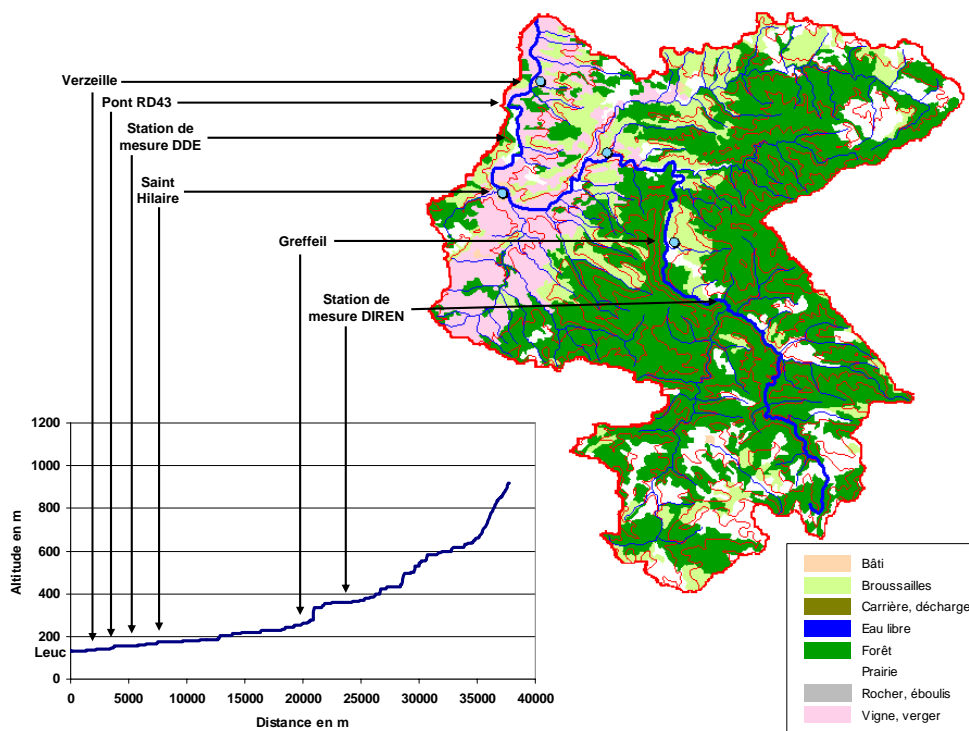 Verzeille
Pont RD43
Station de
mesure DDE
Saint
Hilaire
Greffeil
Station de
mesure DIREN
1200
1000
800
600
400
200
0
Altitude en m
Leuc
0 5000 10000 15000 20000 25000 30000 35000 40000
Distance en m
Bâti
Broussailles
Carrière, décharge
Eau libre
Forêt
Prairie
Rocher, éboulis
Vigne, verger